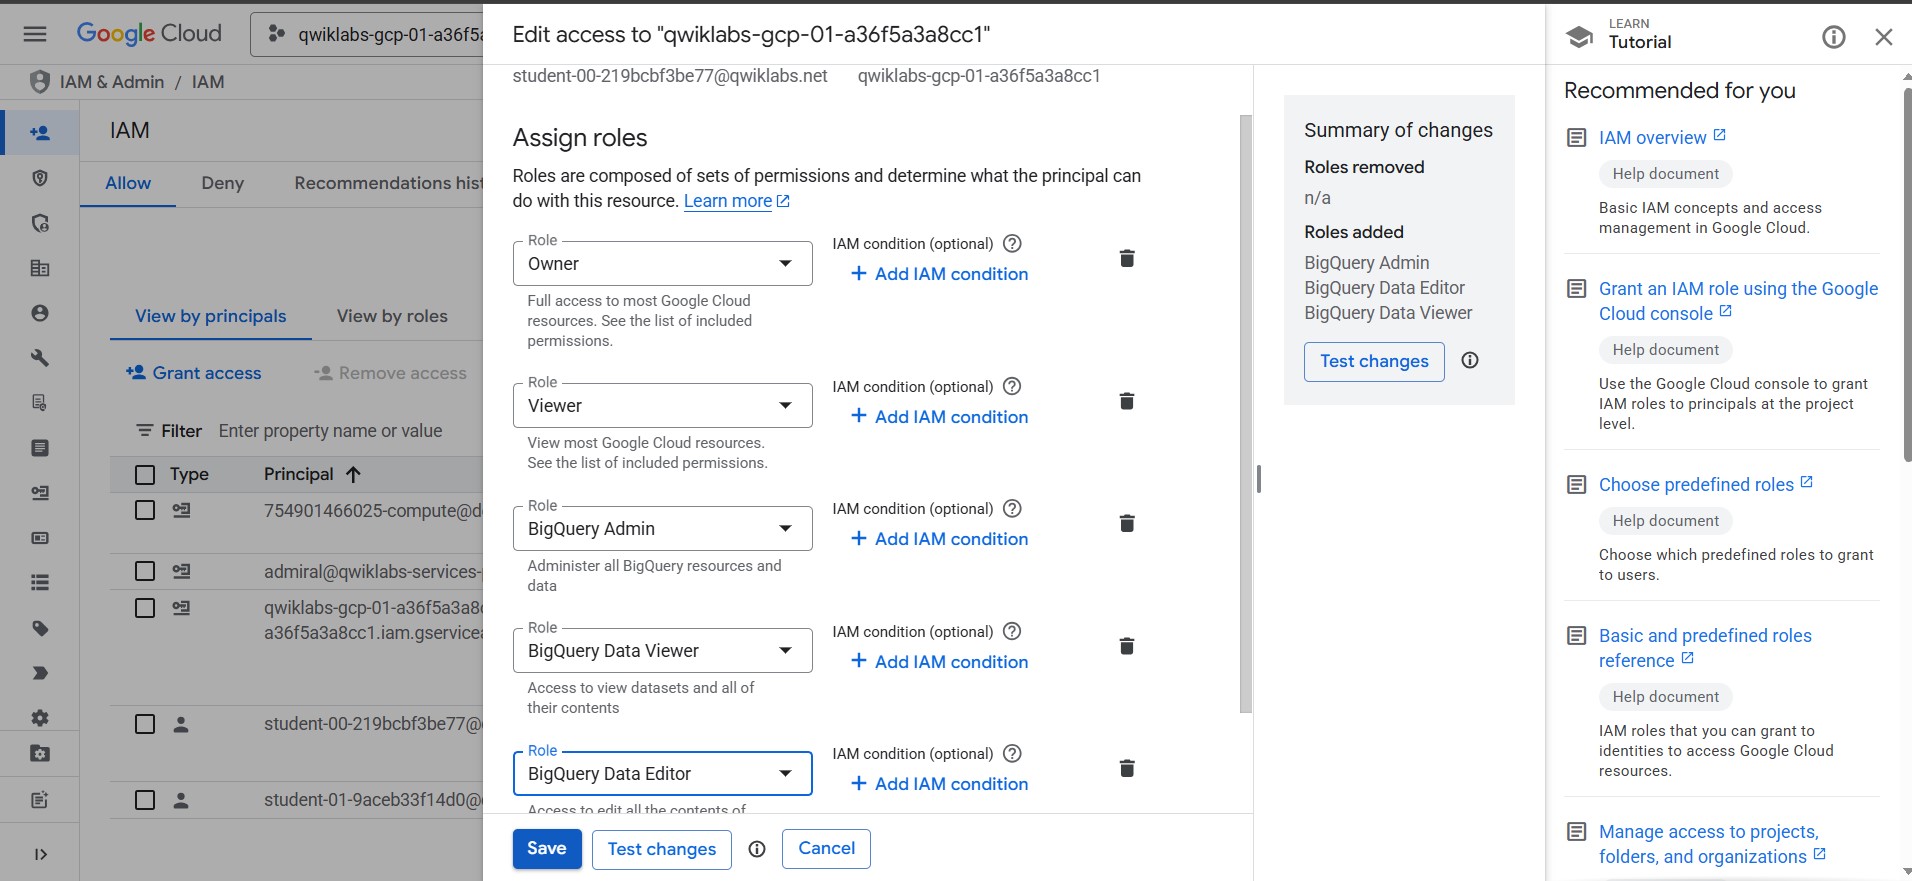 Google Cloud
qwiklabs-gcp-01-a36f5a
IAM & Admin / IAM
IAM
Allow
Deny
Recommendations hist
View by principals
View by roles
Grant access
Remove access
Filter
Enter property name or value
Type
Principal
754901466025-compute@d
admiral@qwiklabs-services-
qwiklabs-gcp-01-a36f5a3a8
a36f5a3a8cc1.iam.gservicea
student-00-219bcbf3be77@
student-01-9aceb33f14d0@
Edit access to "qwiklabs-gcp-01-a36f5a3a8cc1"
student-00-219bcbf3be77@qwiklabs.net
qwiklabs-gcp-01-a36f5a3a8cc1
Assign roles
Roles are composed of sets of permissions and determine what the principal can
do with this resource. Learn more
Role
Owner
IAM condition (optional)
+ Add IAM condition
Full access to most Google Cloud
resources. See the list of included
permissions.
Role
Viewer
IAM condition (optional)
+ Add IAM condition
View most Google Cloud resources.
See the list of included permissions.
Role
BigQuery Admin
IAM condition (optional)
+ Add IAM condition
Administer all BigQuery resources and
data
Role
BigQuery Data Viewer
IAM condition (optional)
+ Add IAM condition
Access to view datasets and all of
their contents
Role
BigQuery Data Editor
IAM condition (optional)
+ Add IAM condition
Access to edit all the contents of
Save
Test changes
Cancel
Summary of changes
Roles removed
n/a
Roles added
BigQuery Admin
BigQuery Data Editor
BigQuery Data Viewer
Test changes
LEARN
Tutorial
Recommended for you
IAM overview
Help document
Basic IAM concepts and access
management in Google Cloud.
Grant an IAM role using the Google
Cloud console
Help document
Use the Google Cloud console to grant
IAM roles to principals at the project
level.
Choose predefined roles
Help document
Choose which predefined roles to grant
to users.
Basic and predefined roles
reference
Help document
IAM roles that you can grant to
identities to access Google Cloud
resources.
Manage access to projects,
folders, and organizations